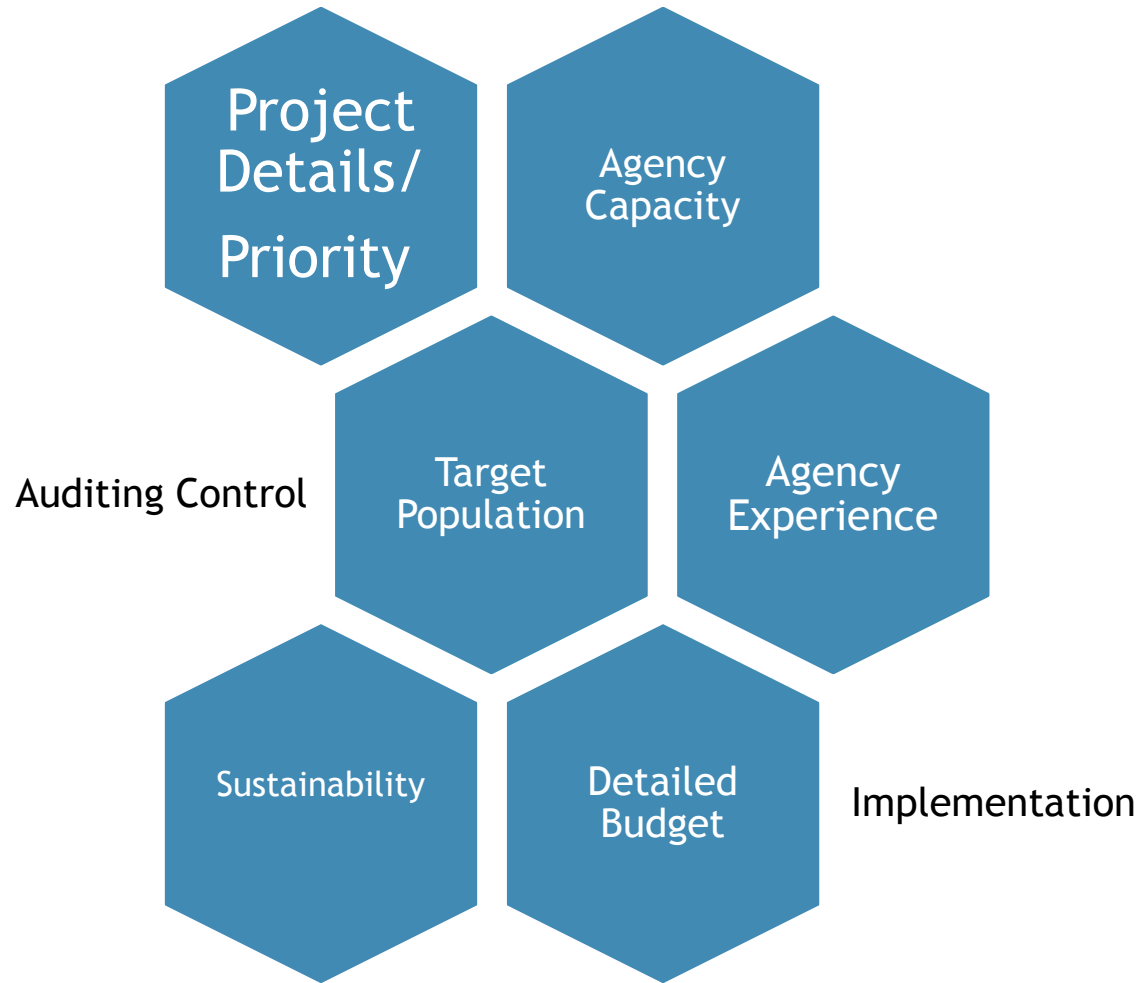 Project
Details/
Priority
Agency
Capacity
Auditing Control
Target
Population
Agency
Experience
Sustainability
Detailed
Budget
Implementation